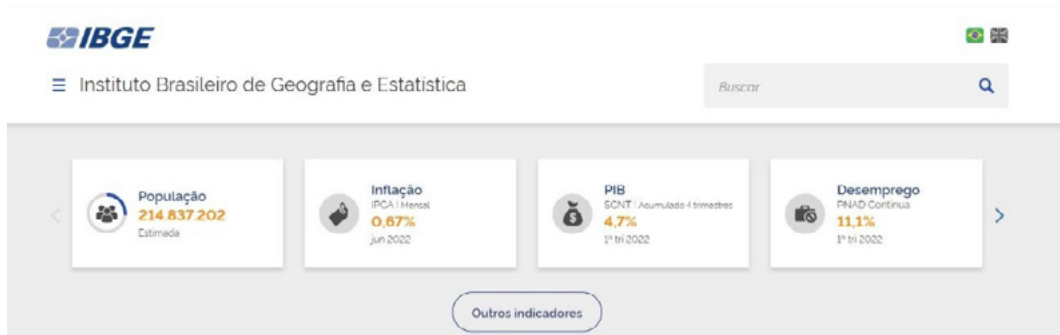 IBGE
Instituto Brasileiro de Geografia e Estatística
Buscar
População
214.837.202
Estimada
Inflação
IPCA | Mensal
0,67%
jun 2022
PIB
SCNT | Acumulado 4 trimestres
4,7%
1º tri 2022
Desemprego
PNAD Contínua
11,1%
1º tri 2022
Outros indicadores